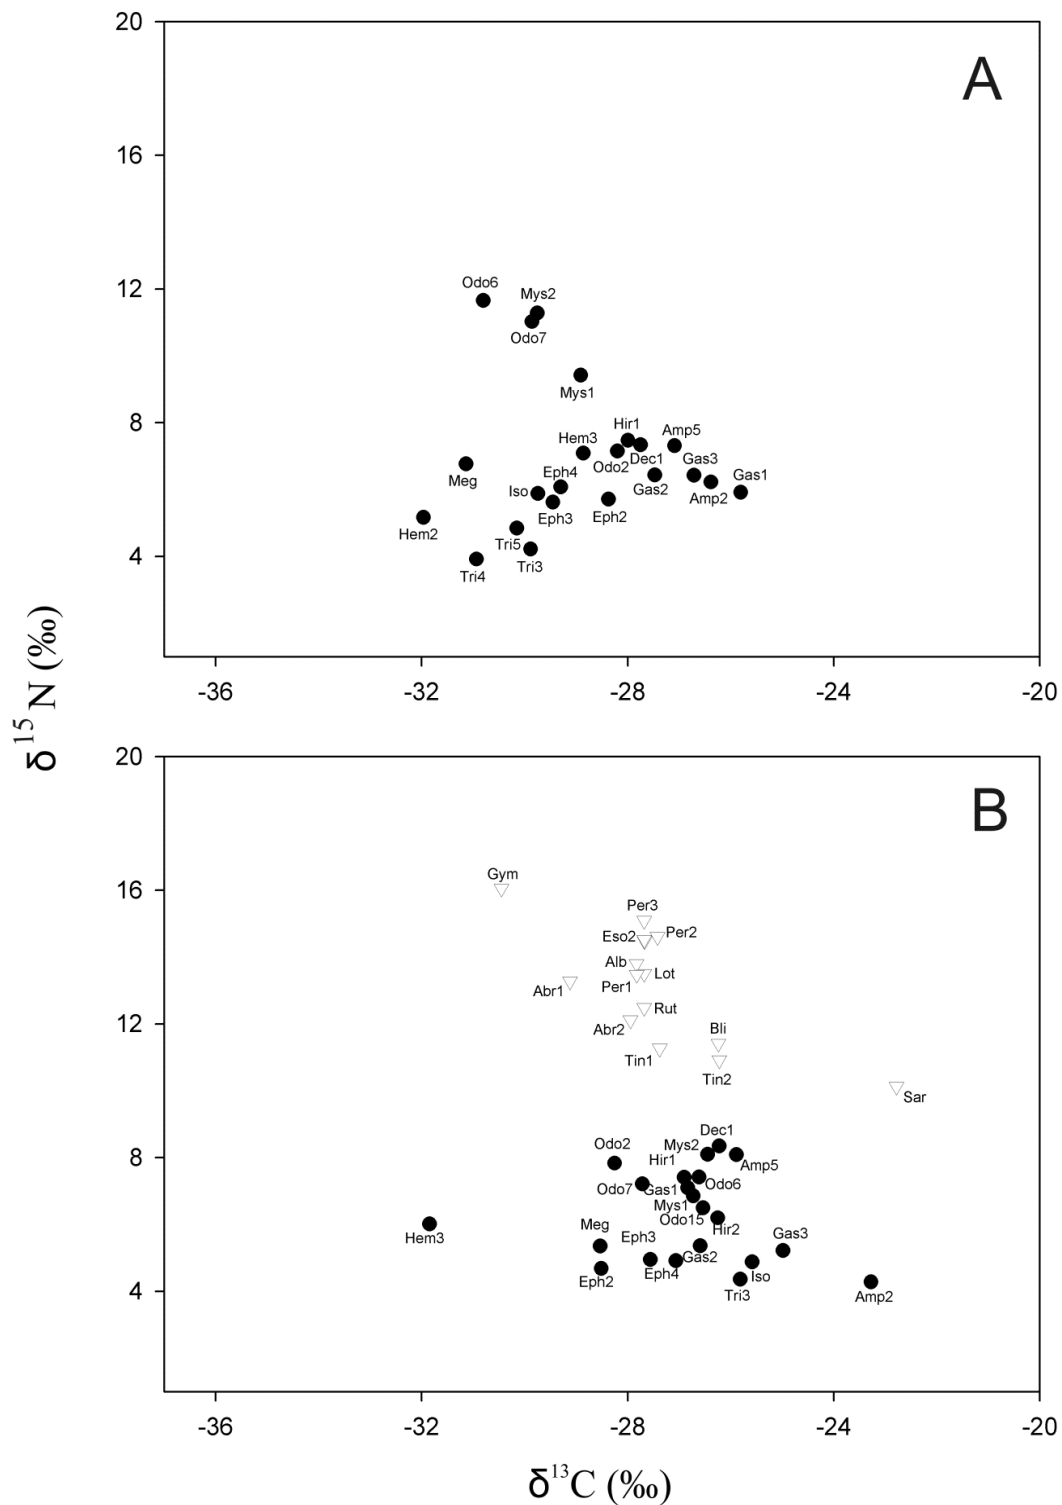 20
A
16
12
Odo6
Mys2
Odo7
Mys1
8
Hir1
Amp5
Hem3
Odo2
Dec1
Gas3
Meg
Eph4
Iso
Gas2
Amp2
Gas1
Hem2
Eph3
Eph2
Tri5
4
Tri4
Tri3
-36
-32
-28
-24
-20
δ15 N (‰)
20
B
16
Gym
Per3
Eso2
Per2
Alb
Lot
Abr1
Per1
12
Rut
Abr2
Bli
Tin1
Tin2
Sar
8
Dec1
Mys2
Odo2
Hir1
Amp5
Odo7
Gas1
Odo6
Mys1
Odo15
Hem3
Meg
Eph3
Hir2
Gas3
Gas2
Eph2
Eph4
Iso
4
Tri3
Amp2
-36
-32
-28
-24
-20
δ13C (‰)